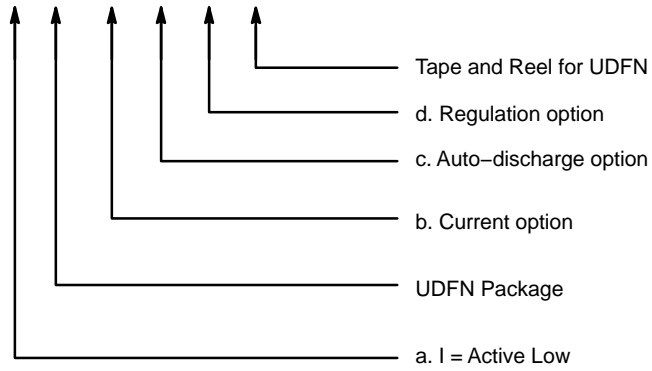 Tape and Reel for UDFN
d. Regulation option
c. Auto−discharge option
b. Current option
UDFN Package
a. I = Active Low